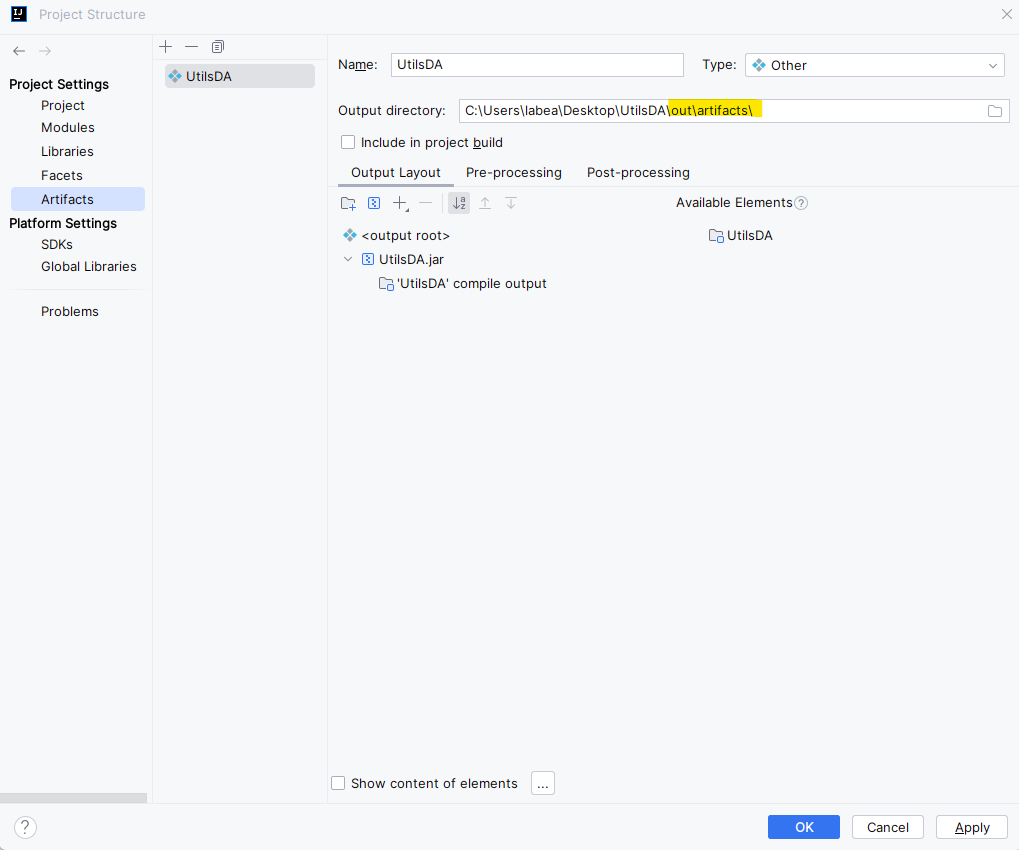 IJ Project Structure
Project Settings
Project
Modules
Libraries
Facets
Artifacts
Platform Settings
SDKs
Global Libraries
Problems
UtilsDA
Name: UtilsDA Type: Other
Output directory: C:\Users\labea\Desktop\UtilsDA\out\artifacts\
Include in project build
Output Layout Pre-processing Post-processing
Available Elements ?
<output root> UtilsDA
UtilsDA.jar
'UtilsDA' compile output
Show content of elements ...
? OK Cancel Apply